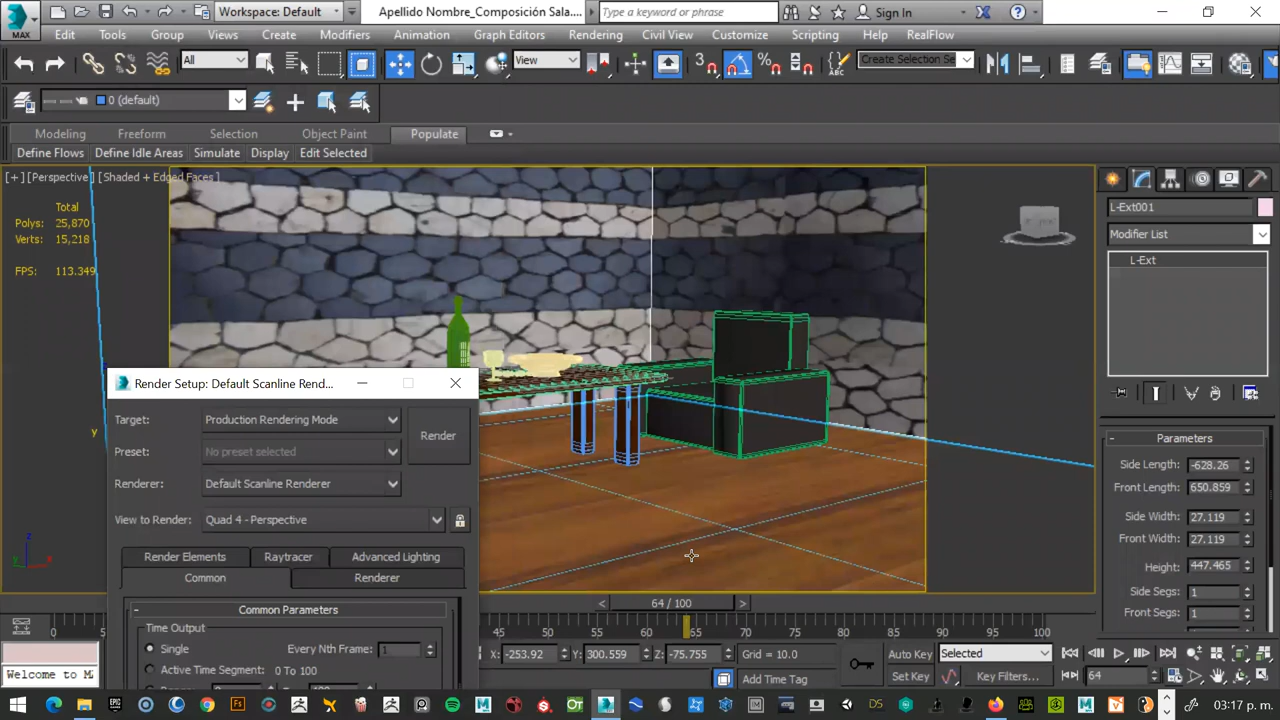 MAX
Workspace: Default
Apellido Nombre_Composición Sala....
Type a keyword or phrase
Sign In
Edit Tools Group Views Create Modifiers Animation Graph Editors Rendering Civil View Customize Scripting Help RealFlow
All
View
3
Create Selection Se
ABC
0 (default)
Modeling Freeform Selection Object Paint Populate
Define Flows Define Idle Areas Simulate Display Edit Selected
[+] [Perspective] [Shaded + Edged Faces]
Total
Polys: 25,870
Verts: 15,218
FPS: 113.349
y
z
x
L-Ext001
Modifier List
L-Ext
Parameters
Side Length: -628.26
Front Length: 650.859
Side Width: 27.119
Front Width: 27.119
Height: 447.465
Side Segs: 1
Front Segs: 1
Render Setup: Default Scanline Rend...
Target: Production Rendering Mode
Render
Preset: No preset selected
Renderer: Default Scanline Renderer
View to Render: Quad 4 - Perspective
Render Elements Raytracer Advanced Lighting
Common Renderer
Common Parameters
Time Output
Single Every Nth Frame: 1
Active Time Segment: 0 To 100
64 / 100
0 5 45 50 55 60 65 70 75 80 85 90 95 100
X: -253.92 Y: 300.559 Z: -75.755 Grid = 10.0
Add Time Tag
Auto Key Selected
Set Key Key Filters...
64
Welcome to M
03:17 p. m.